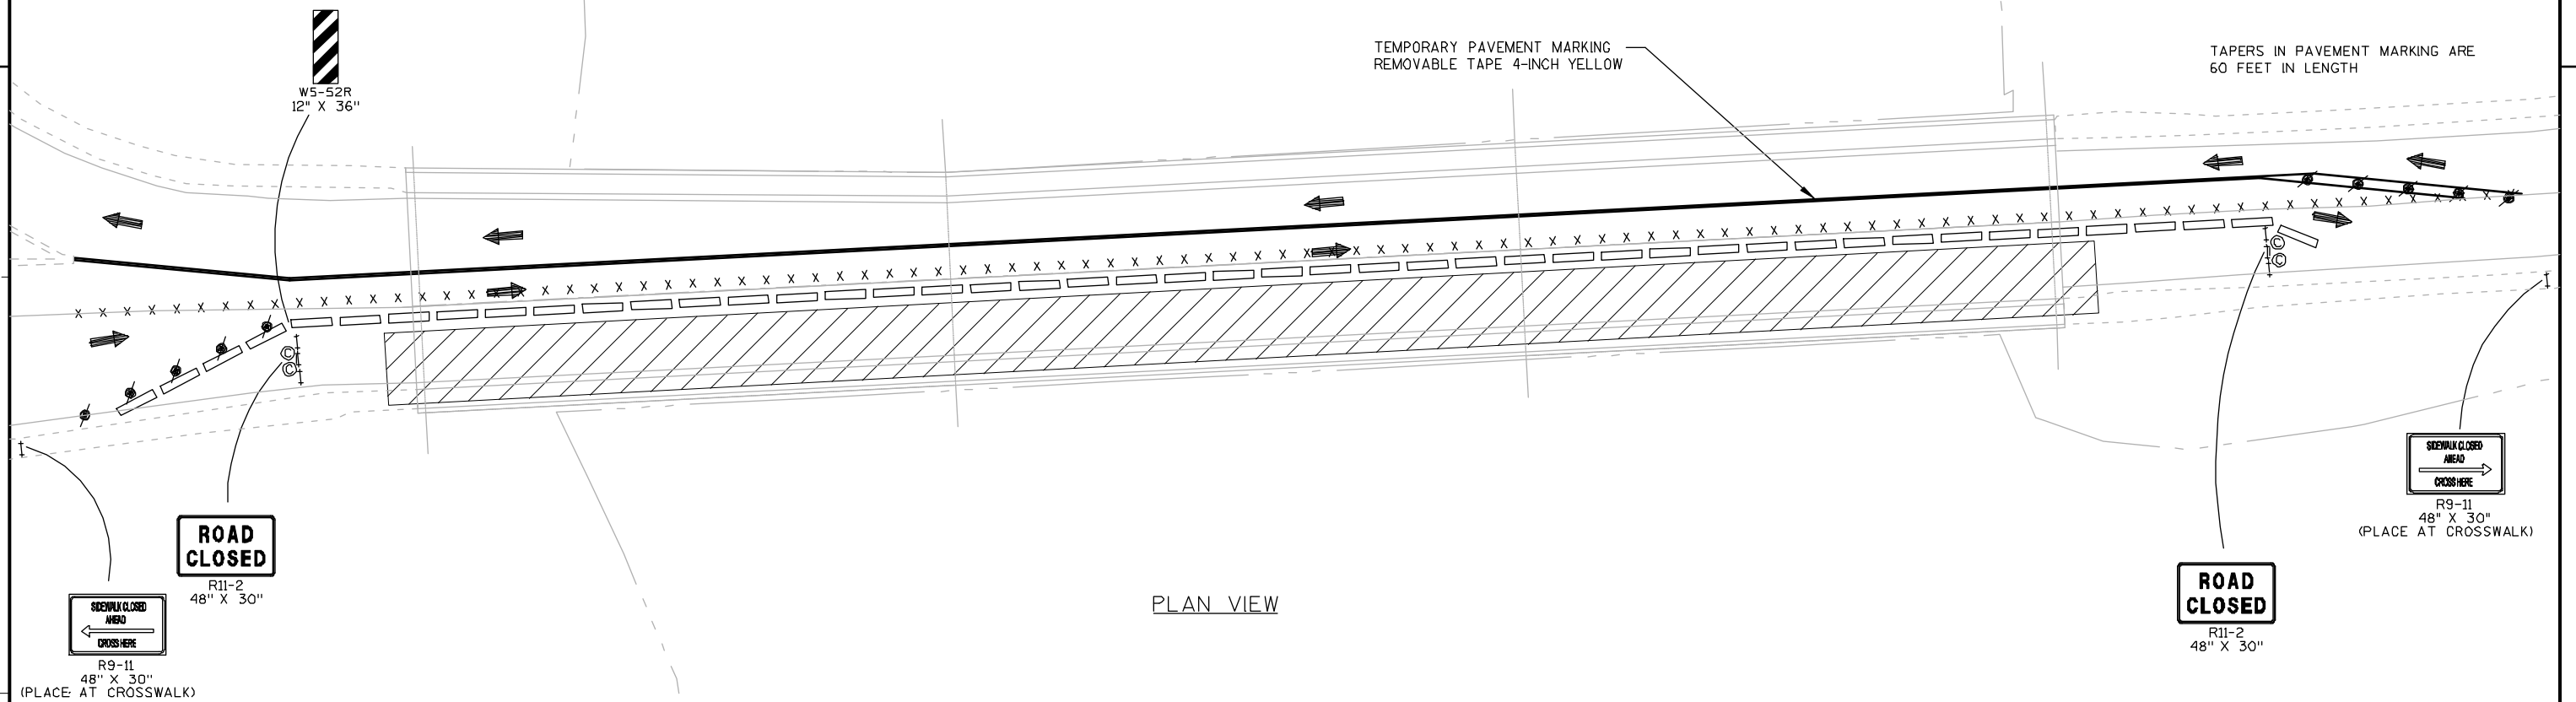 W5-52R
12" X 36"
TEMPORARY PAVEMENT MARKING
REMOVABLE TAPE 4-INCH YELLOW
TAPERS IN PAVEMENT MARKING ARE
60 FEET IN LENGTH
ROAD
CLOSED
R11-2
48" X 30"
SIDEWALK CLOSED
AHEAD
CROSS HERE
R9-11
48" X 30"
(PLACE AT CROSSWALK)
PLAN VIEW
ROAD
CLOSED
R11-2
48" X 30"
SIDEWALK CLOSED
AHEAD
CROSS HERE
R9-11
48" X 30"
(PLACE AT CROSSWALK)
X X X X X X X X X X X X X X X X X X X X
C
C
C
C